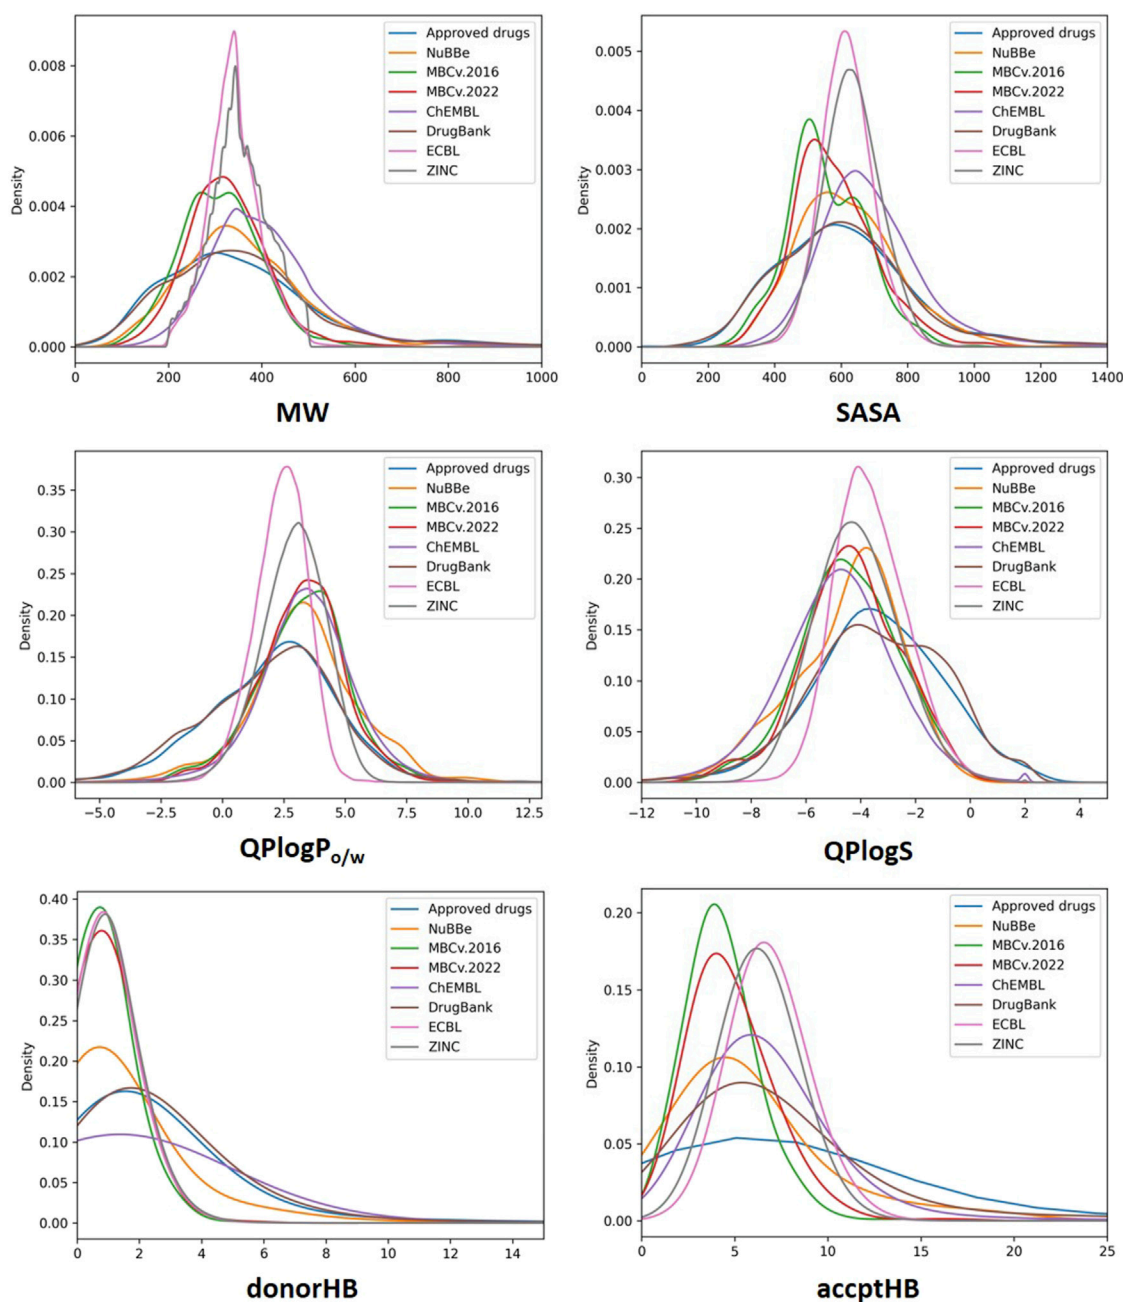 Approved drugs
NuBBe
MBCv.2016
MBCv.2022
ChEMBL
DrugBank
ECBL
ZINC
0.008
0.006
0.004
0.002
0.000
Density
0 200 400 600 800 1000
MW
Approved drugs
NuBBe
MBCv.2016
MBCv.2022
ChEMBL
DrugBank
ECBL
ZINC
0.005
0.004
0.003
0.002
0.001
0.000
Density
0 200 400 600 800 1000 1200 1400
SASA
Approved drugs
NuBBe
MBCv.2016
MBCv.2022
ChEMBL
DrugBank
ECBL
ZINC
0.35
0.30
0.25
0.20
0.15
0.10
0.05
0.00
Density
−5.0 −2.5 0.0 2.5 5.0 7.5 10.0 12.5
QPlogPo/w
Approved drugs
NuBBe
MBCv.2016
MBCv.2022
ChEMBL
DrugBank
ECBL
ZINC
0.30
0.25
0.20
0.15
0.10
0.05
0.00
Density
−12 −10 −8 −6 −4 −2 0 2 4
QPlogS
Approved drugs
NuBBe
MBCv.2016
MBCv.2022
ChEMBL
DrugBank
ECBL
ZINC
0.40
0.35
0.30
0.25
0.20
0.15
0.10
0.05
0.00
Density
0 2 4 6 8 10 12 14
donorHB
Approved drugs
NuBBe
MBCv.2016
MBCv.2022
ChEMBL
DrugBank
ECBL
ZINC
0.20
0.15
0.10
0.05
0.00
Density
0 5 10 15 20 25
accptHB